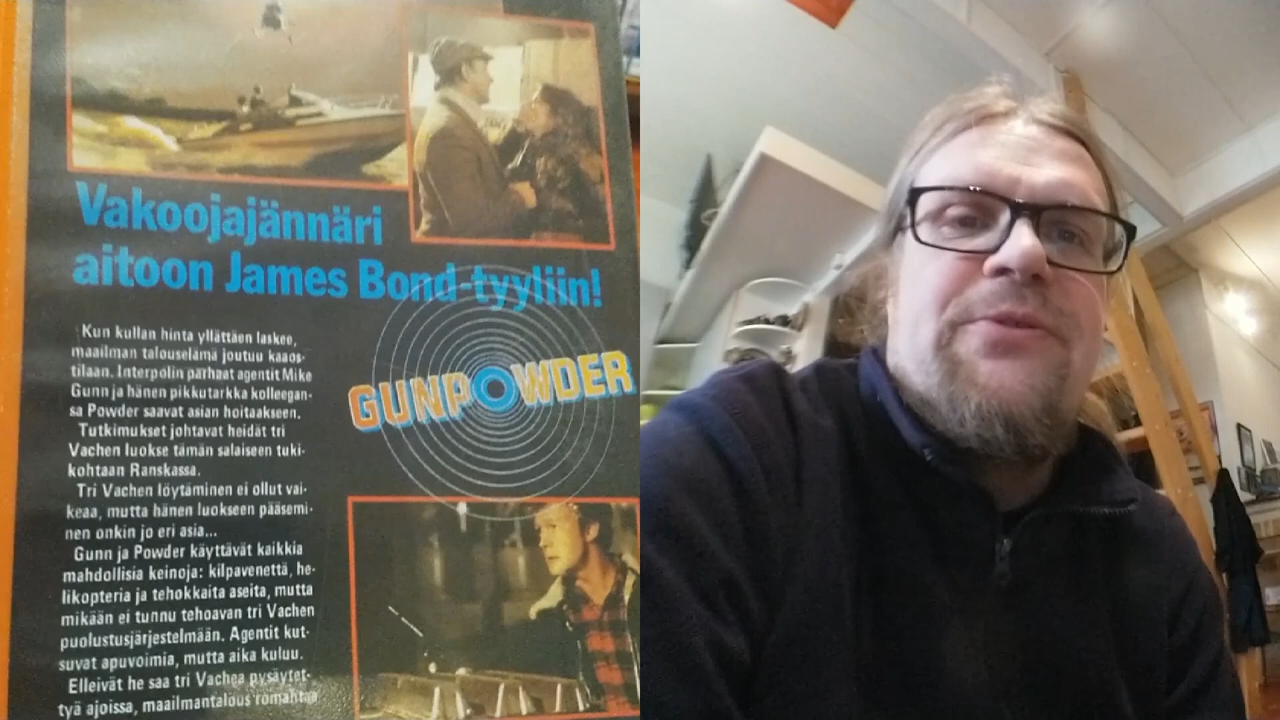 Vakoojajännäri
aitoon James Bond-tyyliin!
Kun kullan hinta yllättäen laskee,
maailman talouselämä joutuu kaaos-
tilaan. Interpolin parhaat agentit Mike
Gunn ja hänen pikkutarkka kolleegan-
sa Powder saavat asian hoitaakseen.
Tutkimukset johtavat heidät tri
Vachen luokse tämän salaiseen tuki-
kohtaan Ranskassa.
Tri Vachen löytäminen ei ollut vai-
keaa, mutta hänen luokseen pääsemi-
nen onkin jo eri asia...
Gunn ja Powder käyttävät kaikkia
mahdollisia keinoja: kilpavenettä, he-
likopteria ja tehokkaita aseita, mutta
mikään ei tunnu tehoavan tri Vachen
puolustusjärjestelmään. Agentit kut-
suvat apuvoimia, mutta aika kuluu.
Elleivät he saa tri Vachea pysäytet-
tyä ajoissa, maailmantalous romahtaa
GUNPOWDER